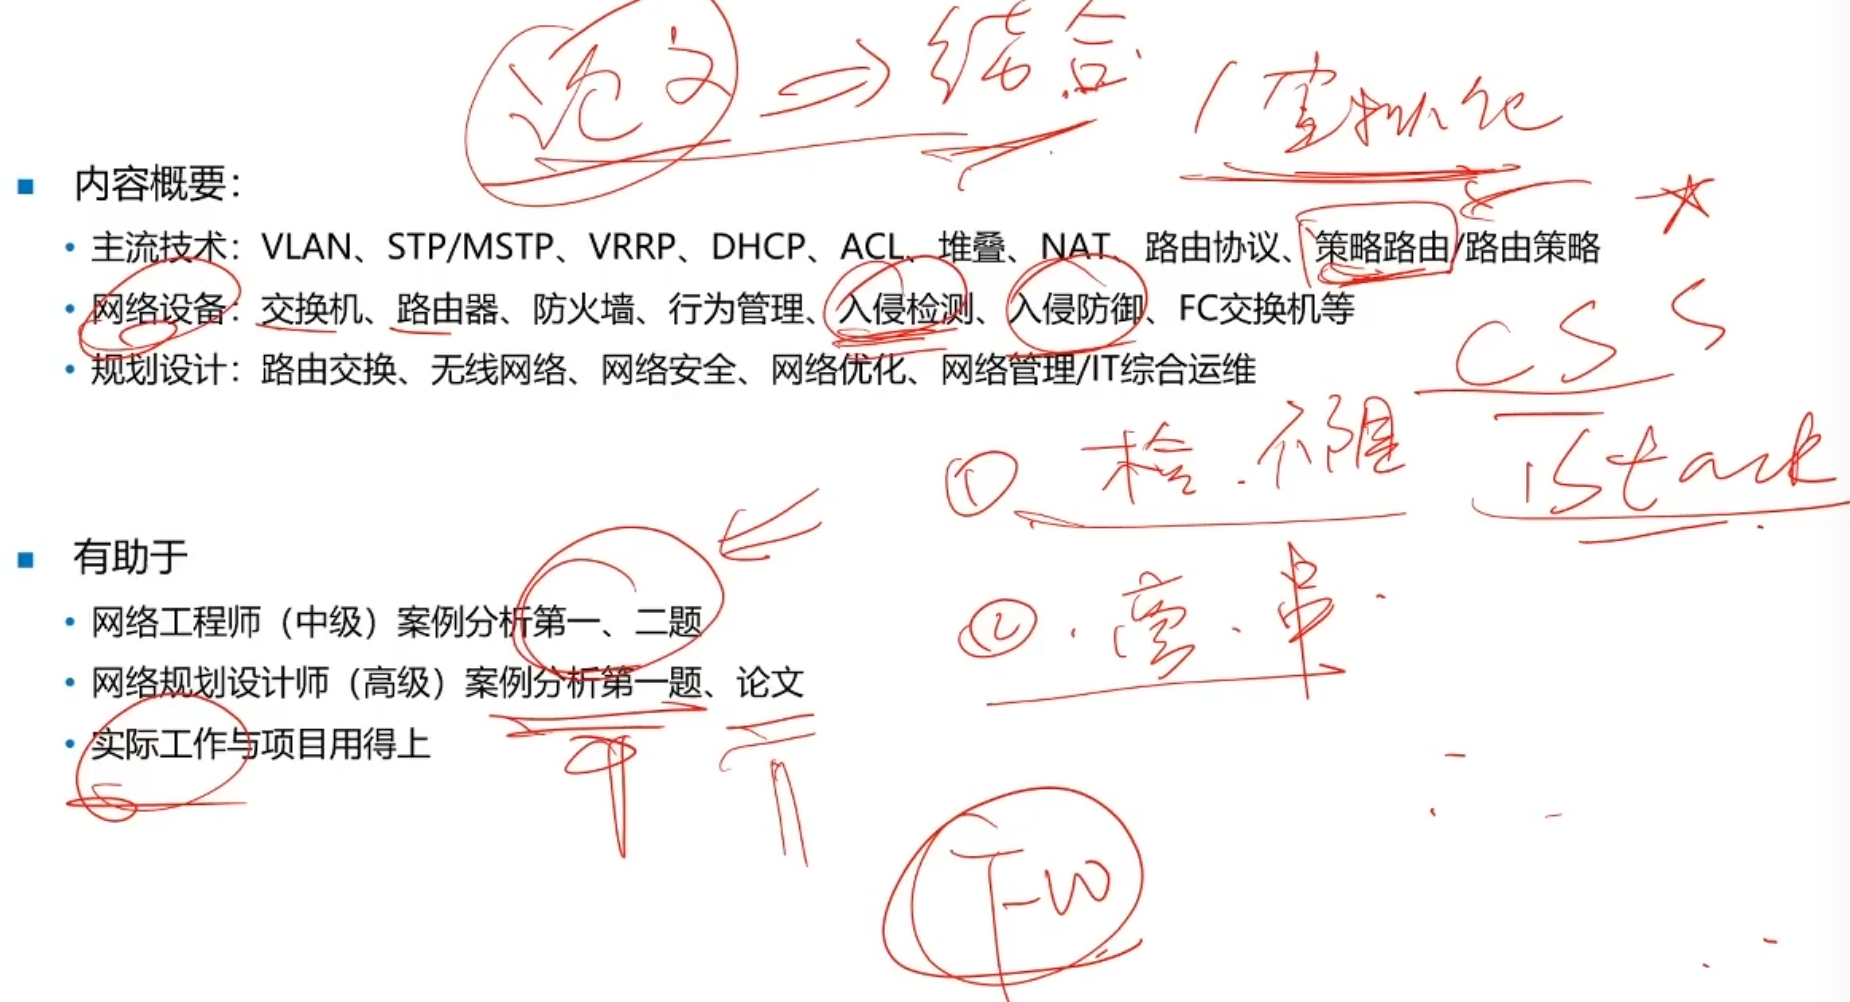 论文 结合 /虚拟化
内容概要：
主流技术：VLAN、STP/MSTP、VRRP、DHCP、ACL、堆叠、NAT、路由协议、策略路由/路由策略
网络设备：交换机、路由器、防火墙、行为管理、入侵检测、入侵防御、FC交换机等
CSS
规划设计：路由交换、无线网络、网络安全、网络优化、网络管理/IT综合运维
① 检.不阻
iStack
有助于
网络工程师（中级）案例分析第一、二题
② 串
网络规划设计师（高级）案例分析第一题、论文
实际工作与项目用得上
FW